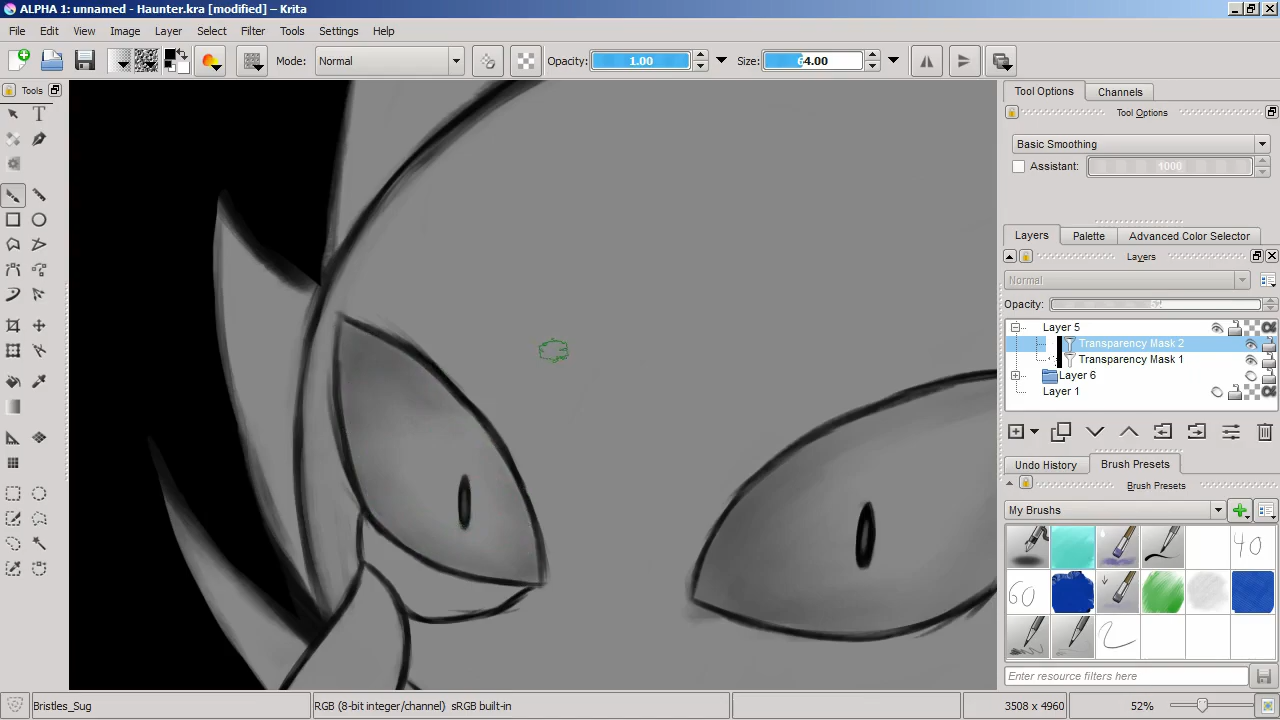 ALPHA 1: unnamed - Haunter.kra [modified] – Krita
File Edit View Image Layer Select Filter Tools Settings Help
Mode: Normal Opacity: 1.00 Size: 64.00
Tools
Tool Options Channels
Tool Options
Basic Smoothing
Assistant: 1000
Layers Palette Advanced Color Selector
Layers
Normal
Opacity:
Layer 5
Transparency Mask 2
Transparency Mask 1
Layer 6
Layer 1
Undo History Brush Presets
Brush Presets
My Brushes
40
60
Enter resource filters here
Bristles_Sug RGB (8-bit integer/channel) sRGB built-in 3508 x 4960 52%